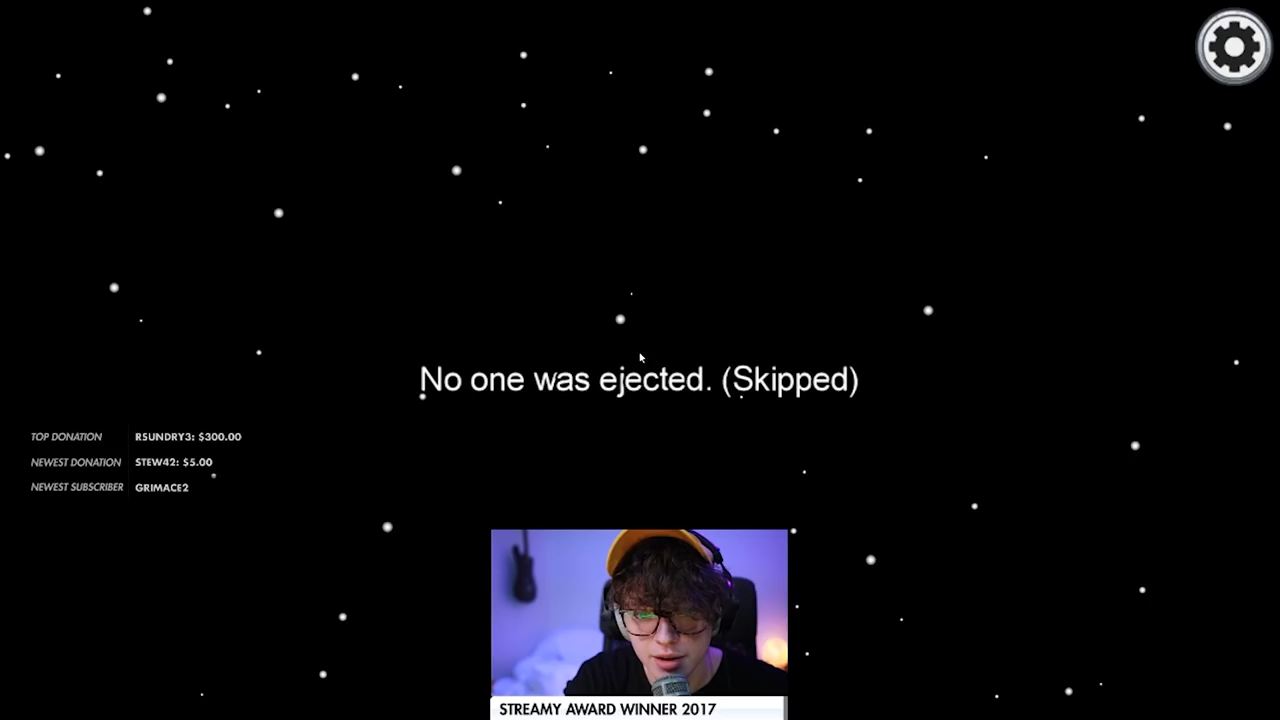 No one was ejected. (Skipped)
TOP DONATION RSUNDRY3: $300.00
NEWEST DONATION STEW42: $5.00
NEWEST SUBSCRIBER GRIMACE2
STREAMY AWARD WINNER 2017